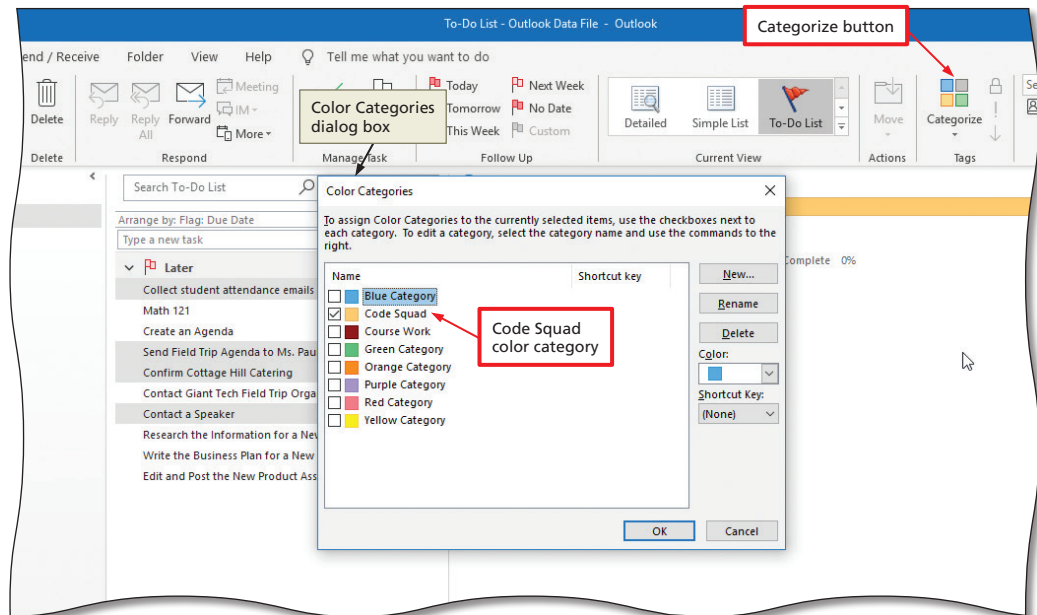 To-Do List - Outlook Data File - Outlook
Categorize button
end / Receive Folder View Help Tell me what you want to do
Delete
Reply
Reply All
Forward
Meeting
IM
More
Color Categories dialog box
Today
Tomorrow
This Week
Next Week
No Date
Custom
Detailed
Simple List
To-Do List
Move
Categorize
Se
Delete Respond Manage Task Follow Up Current View Actions Tags
Search To-Do List
Arrange by: Flag: Due Date
Type a new task
Later
Collect student attendance emails
Math 121
Create an Agenda
Send Field Trip Agenda to Ms. Pau
Confirm Cottage Hill Catering
Contact Giant Tech Field Trip Orga
Contact a Speaker
Research the Information for a Nev
Write the Business Plan for a New
Edit and Post the New Product Ass
Color Categories
To assign Color Categories to the currently selected items, use the checkboxes next to
each category. To edit a category, select the category name and use the commands to the
right.
Name Shortcut key
Blue Category
Code Squad
Course Work
Green Category
Orange Category
Purple Category
Red Category
Yellow Category
Code Squad
color category
New...
Rename
Delete
Color:
Shortcut Key:
(None)
OK Cancel
Complete 0%